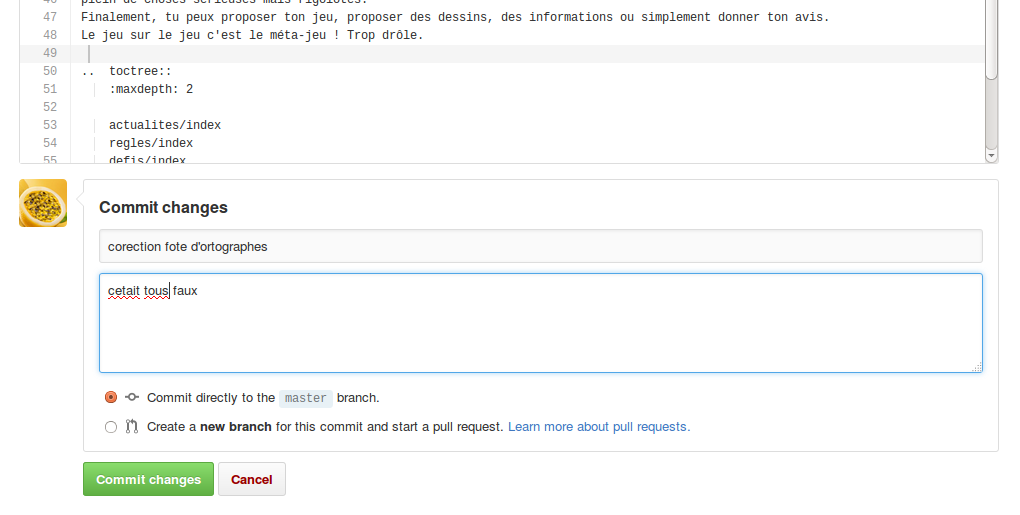 46 plein de choses sérieuses mais rigolotes.
47 Finalement, tu peux proposer ton jeu, proposer des dessins, des informations ou simplement donner ton avis.
48 Le jeu sur le jeu c'est le méta-jeu ! Trop drôle.
49
50 .. toctree::
51 :maxdepth: 2
52
53 actualites/index
54 regles/index
55 defis/index
Commit changes
corection fote d'ortographes
cetait tous faux
Commit directly to the master branch.
Create a new branch for this commit and start a pull request. Learn more about pull requests.
Commit changes Cancel